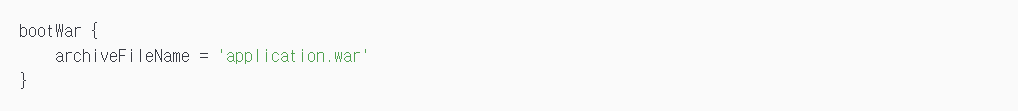 bootWar {
    archiveFileName = 'application.war'
}